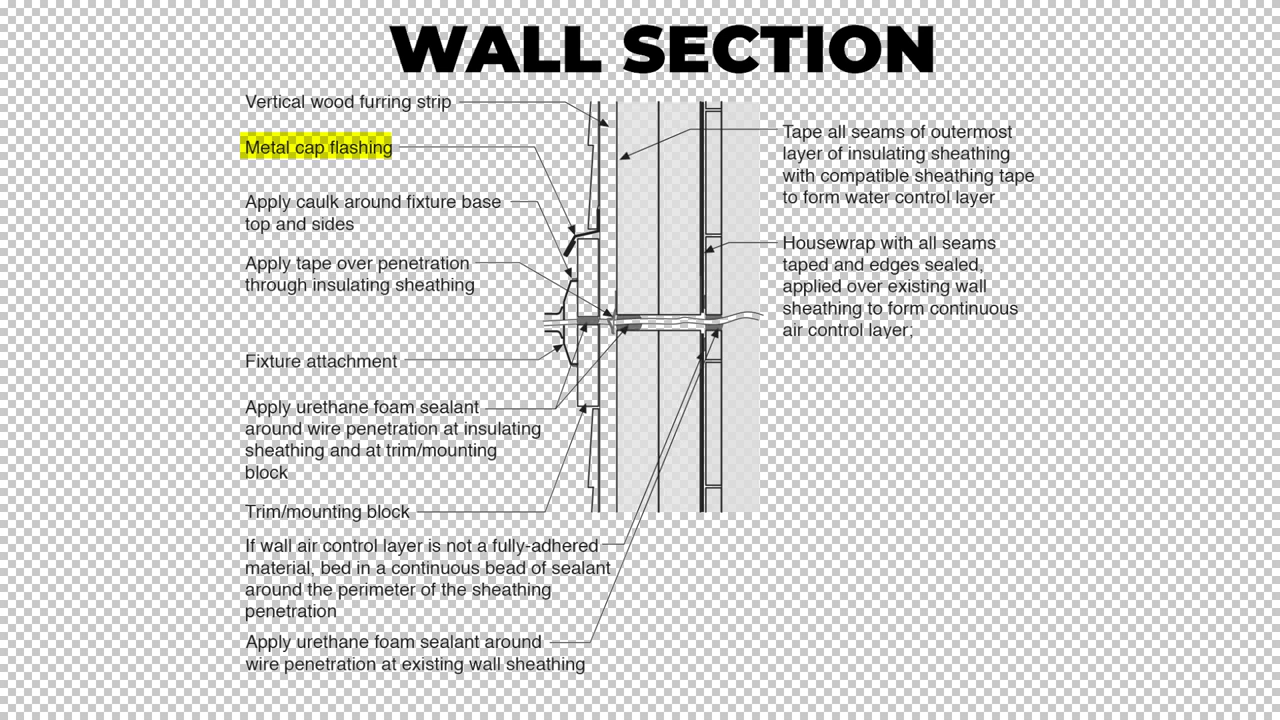 WALL SECTION
Vertical wood furring strip
Metal cap flashing
Apply caulk around fixture base
top and sides
Apply tape over penetration
through insulating sheathing
Fixture attachment
Apply urethane foam sealant
around wire penetration at insulating
sheathing and at trim/mounting
block
Trim/mounting block
If wall air control layer is not a fully-adhered
material, bed in a continuous bead of sealant
around the perimeter of the sheathing
penetration
Apply urethane foam sealant around
wire penetration at existing wall sheathing
Tape all seams of outermost
layer of insulating sheathing
with compatible sheathing tape
to form water control layer
Housewrap with all seams
taped and edges sealed,
applied over existing wall
sheathing to form continuous
air control layer;